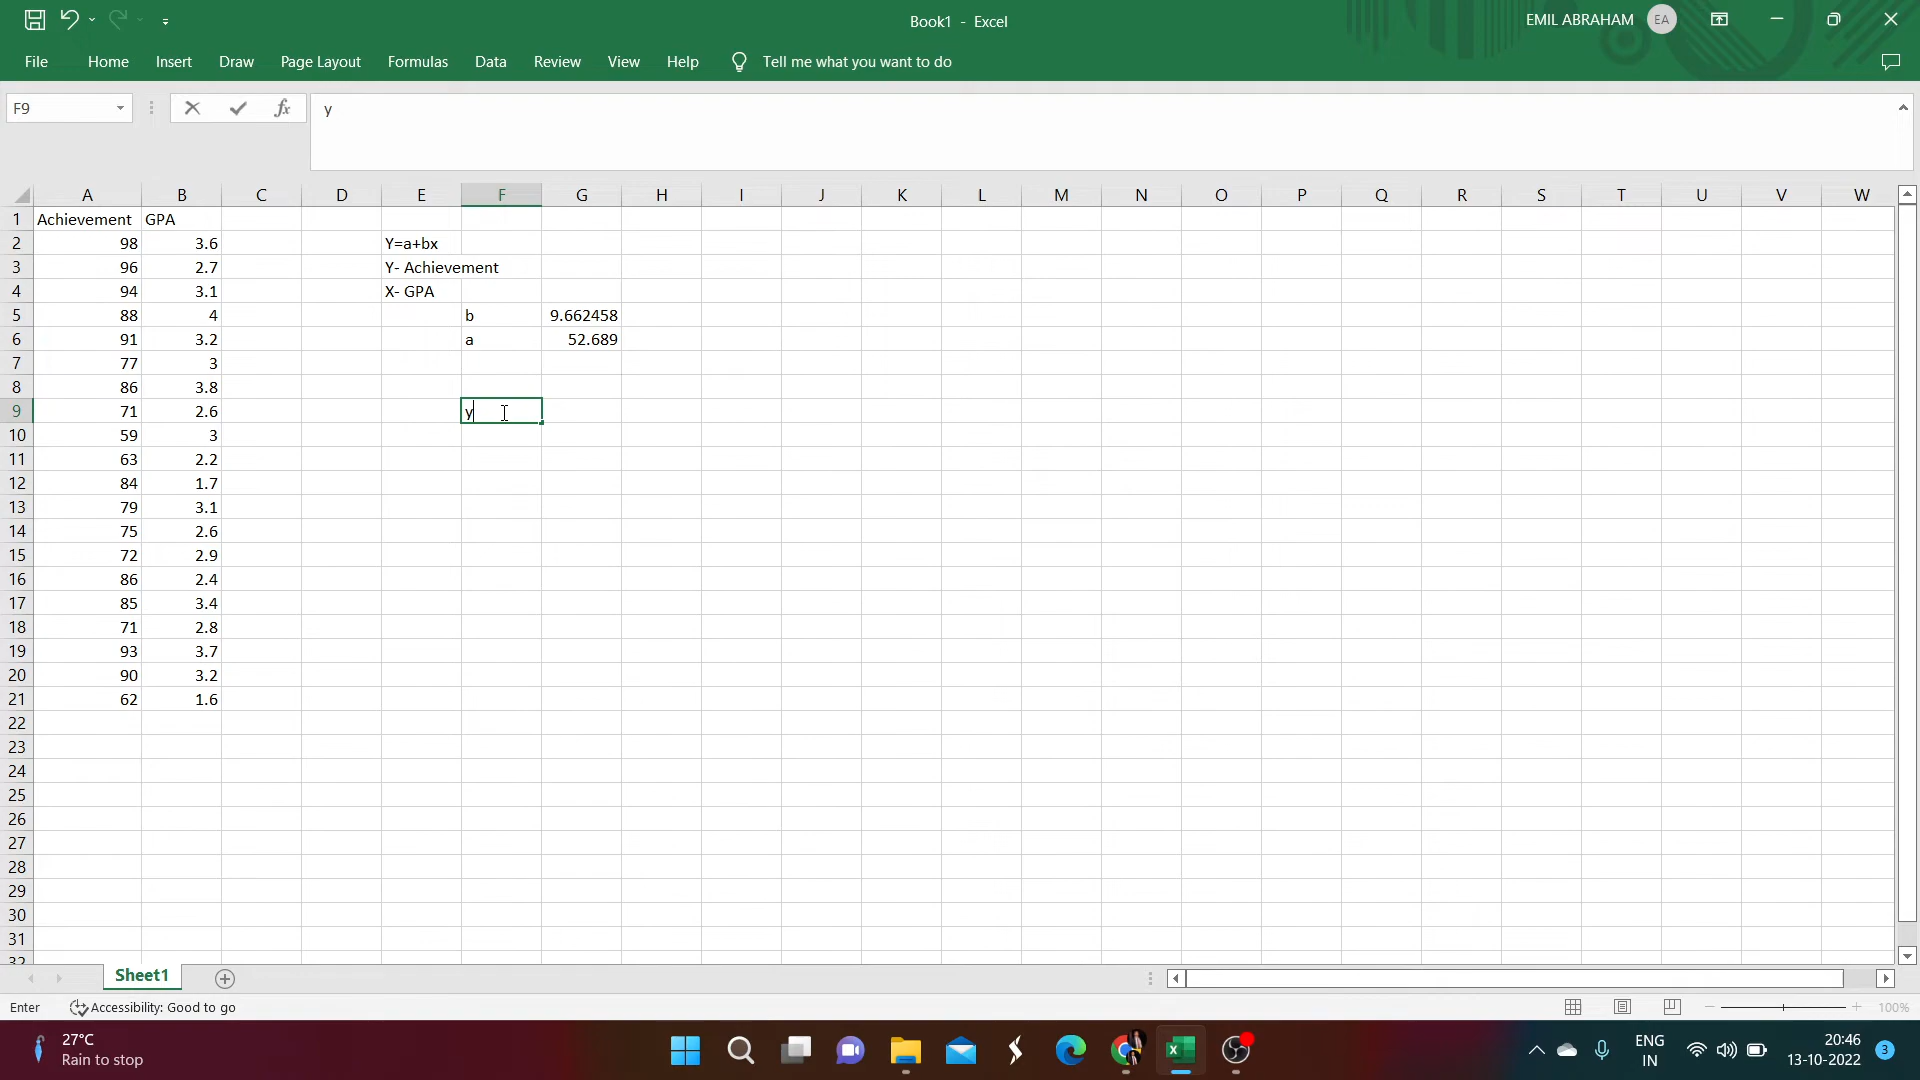 Book1 - Excel
EMIL ABRAHAM
EA
File Home Insert Draw Page Layout Formulas Data Review View Help Tell me what you want to do
F9
fx
y
A B C D E F G H I J K L M N O P Q R S T U V W
1 Achievement GPA
2 98 3.6 Y=a+bx
3 96 2.7 Y- Achievement
4 94 3.1 X- GPA
5 88 4 b 9.662458
6 91 3.2 a 52.689
7 77 3
8 86 3.8
9 71 2.6 y
10 59 3
11 63 2.2
12 84 1.7
13 79 3.1
14 75 2.6
15 72 2.9
16 86 2.4
17 85 3.4
18 71 2.8
19 93 3.7
20 90 3.2
21 62 1.6
22
23
24
25
26
27
28
29
30
31
32
Sheet1
Enter Accessibility: Good to go 100%
27°C
Rain to stop
ENG
IN
20:46
13-10-2022
3